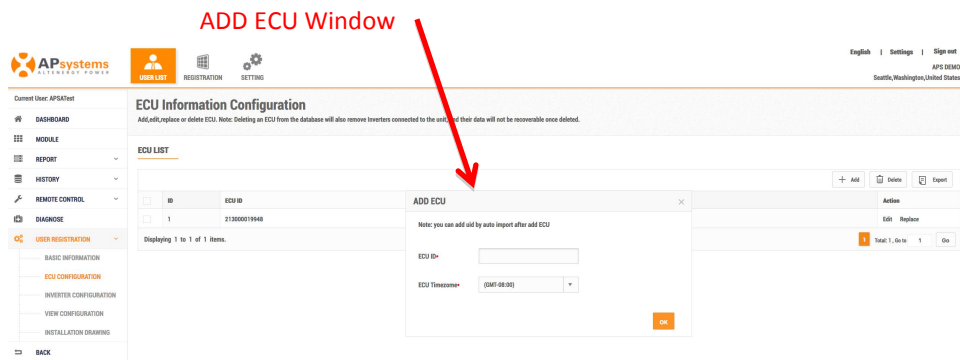 ADD ECU Window
English | Settings | Sign out
APS DEMO
Seattle,Washington,United States
APsystems
ALTENERGY POWER
USER LIST REGISTRATION SETTING
Current User: APSATest
DASHBOARD
MODULE
REPORT
HISTORY
REMOTE CONTROL
DIAGNOSE
USER REGISTRATION
BASIC INFORMATION
ECU CONFIGURATION
INVERTER CONFIGURATION
VIEW CONFIGURATION
INSTALLATION DRAWING
BACK
ECU Information Configuration
Add,edit,replace or delete ECU. Note: Deleting an ECU from the database will also remove Inverters connected to the unit, and their data will not be recoverable once deleted.
ECU LIST
+ Add Delete Export
ID ECU ID Action
1 213000019948 Edit Replace
Displaying 1 to 1 of 1 items.
1 Total: 1 , Go to 1 Go
ADD ECU ×
Note: you can add uid by auto import after add ECU
ECU ID•
ECU Timezome• (GMT-08:00)
OK